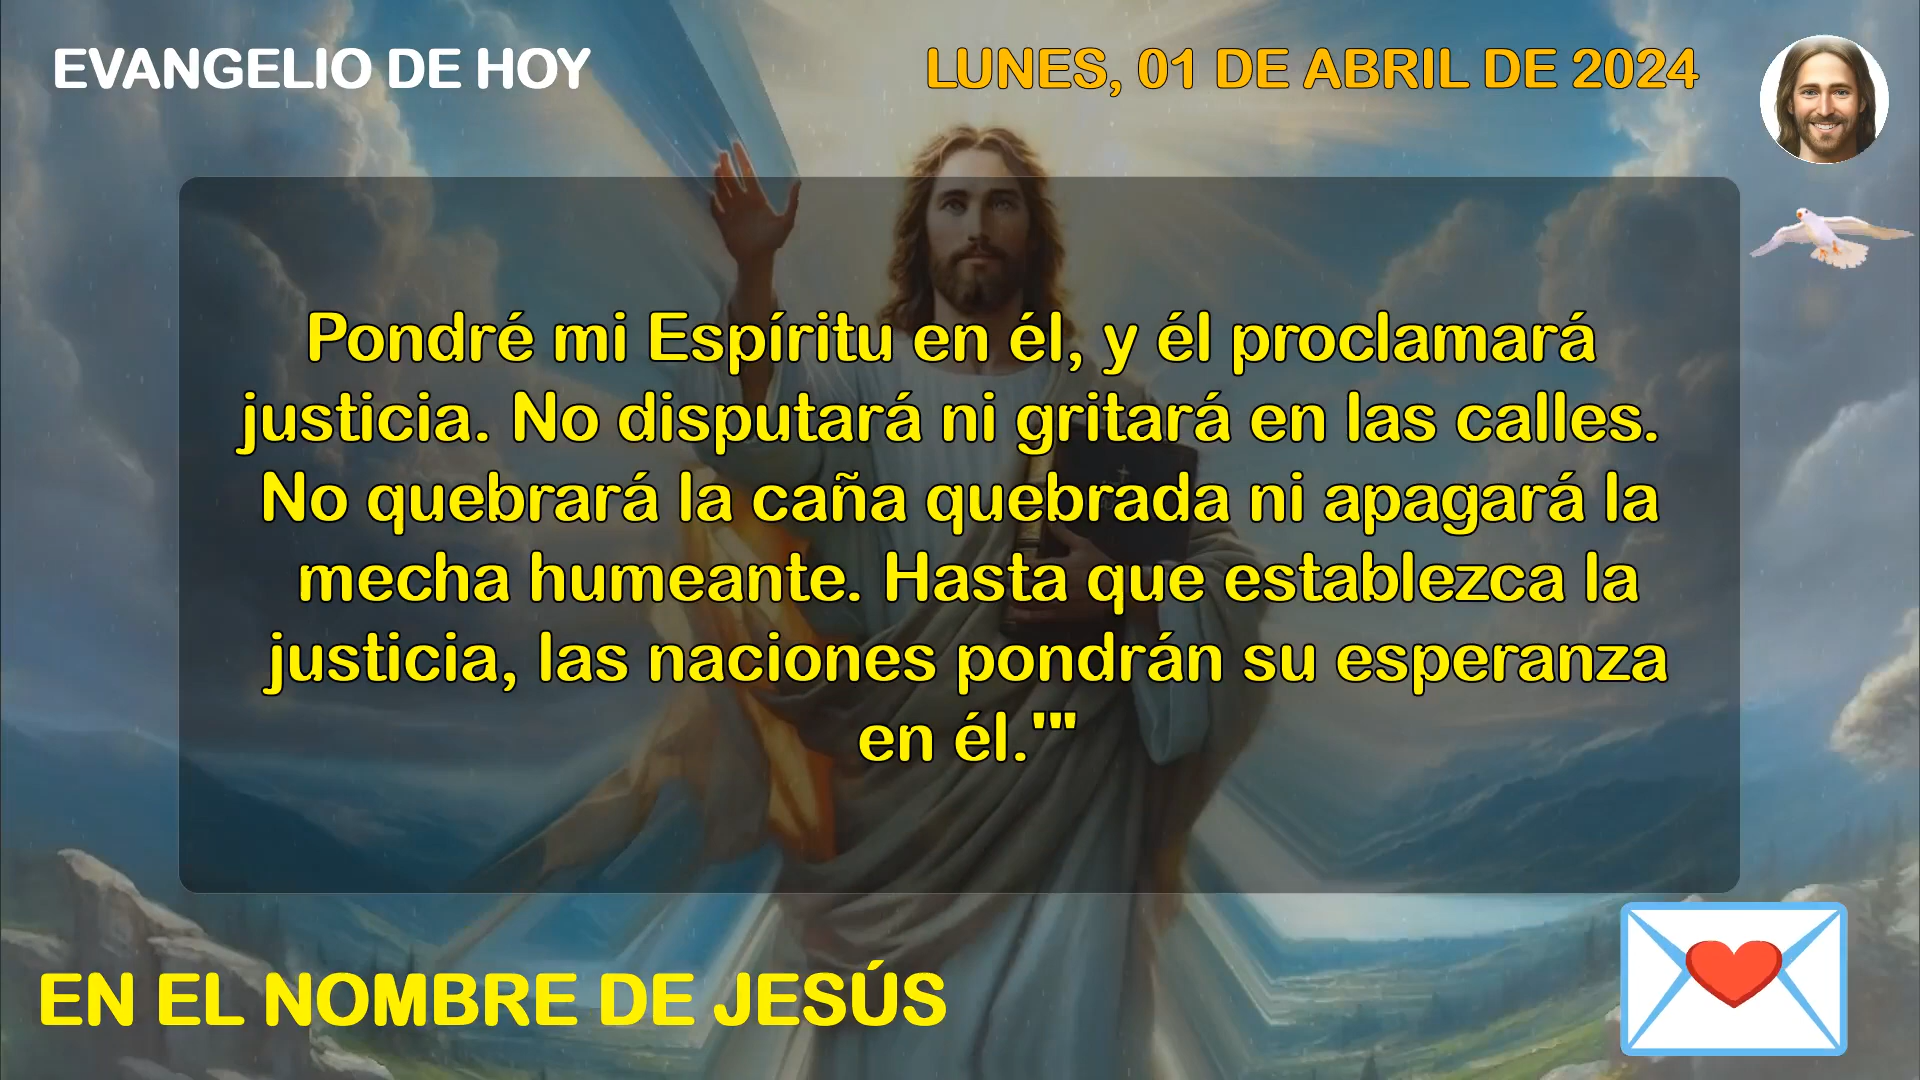 EVANGELIO DE HOY
LUNES, 01 DE ABRIL DE 2024
Pondré mi Espíritu en él, y él proclamará
justicia. No disputará ni gritará en las calles.
No quebrará la caña quebrada ni apagará la
mecha humeante. Hasta que establezca la
justicia, las naciones pondrán su esperanza
en él."'
EN EL NOMBRE DE JESÚS